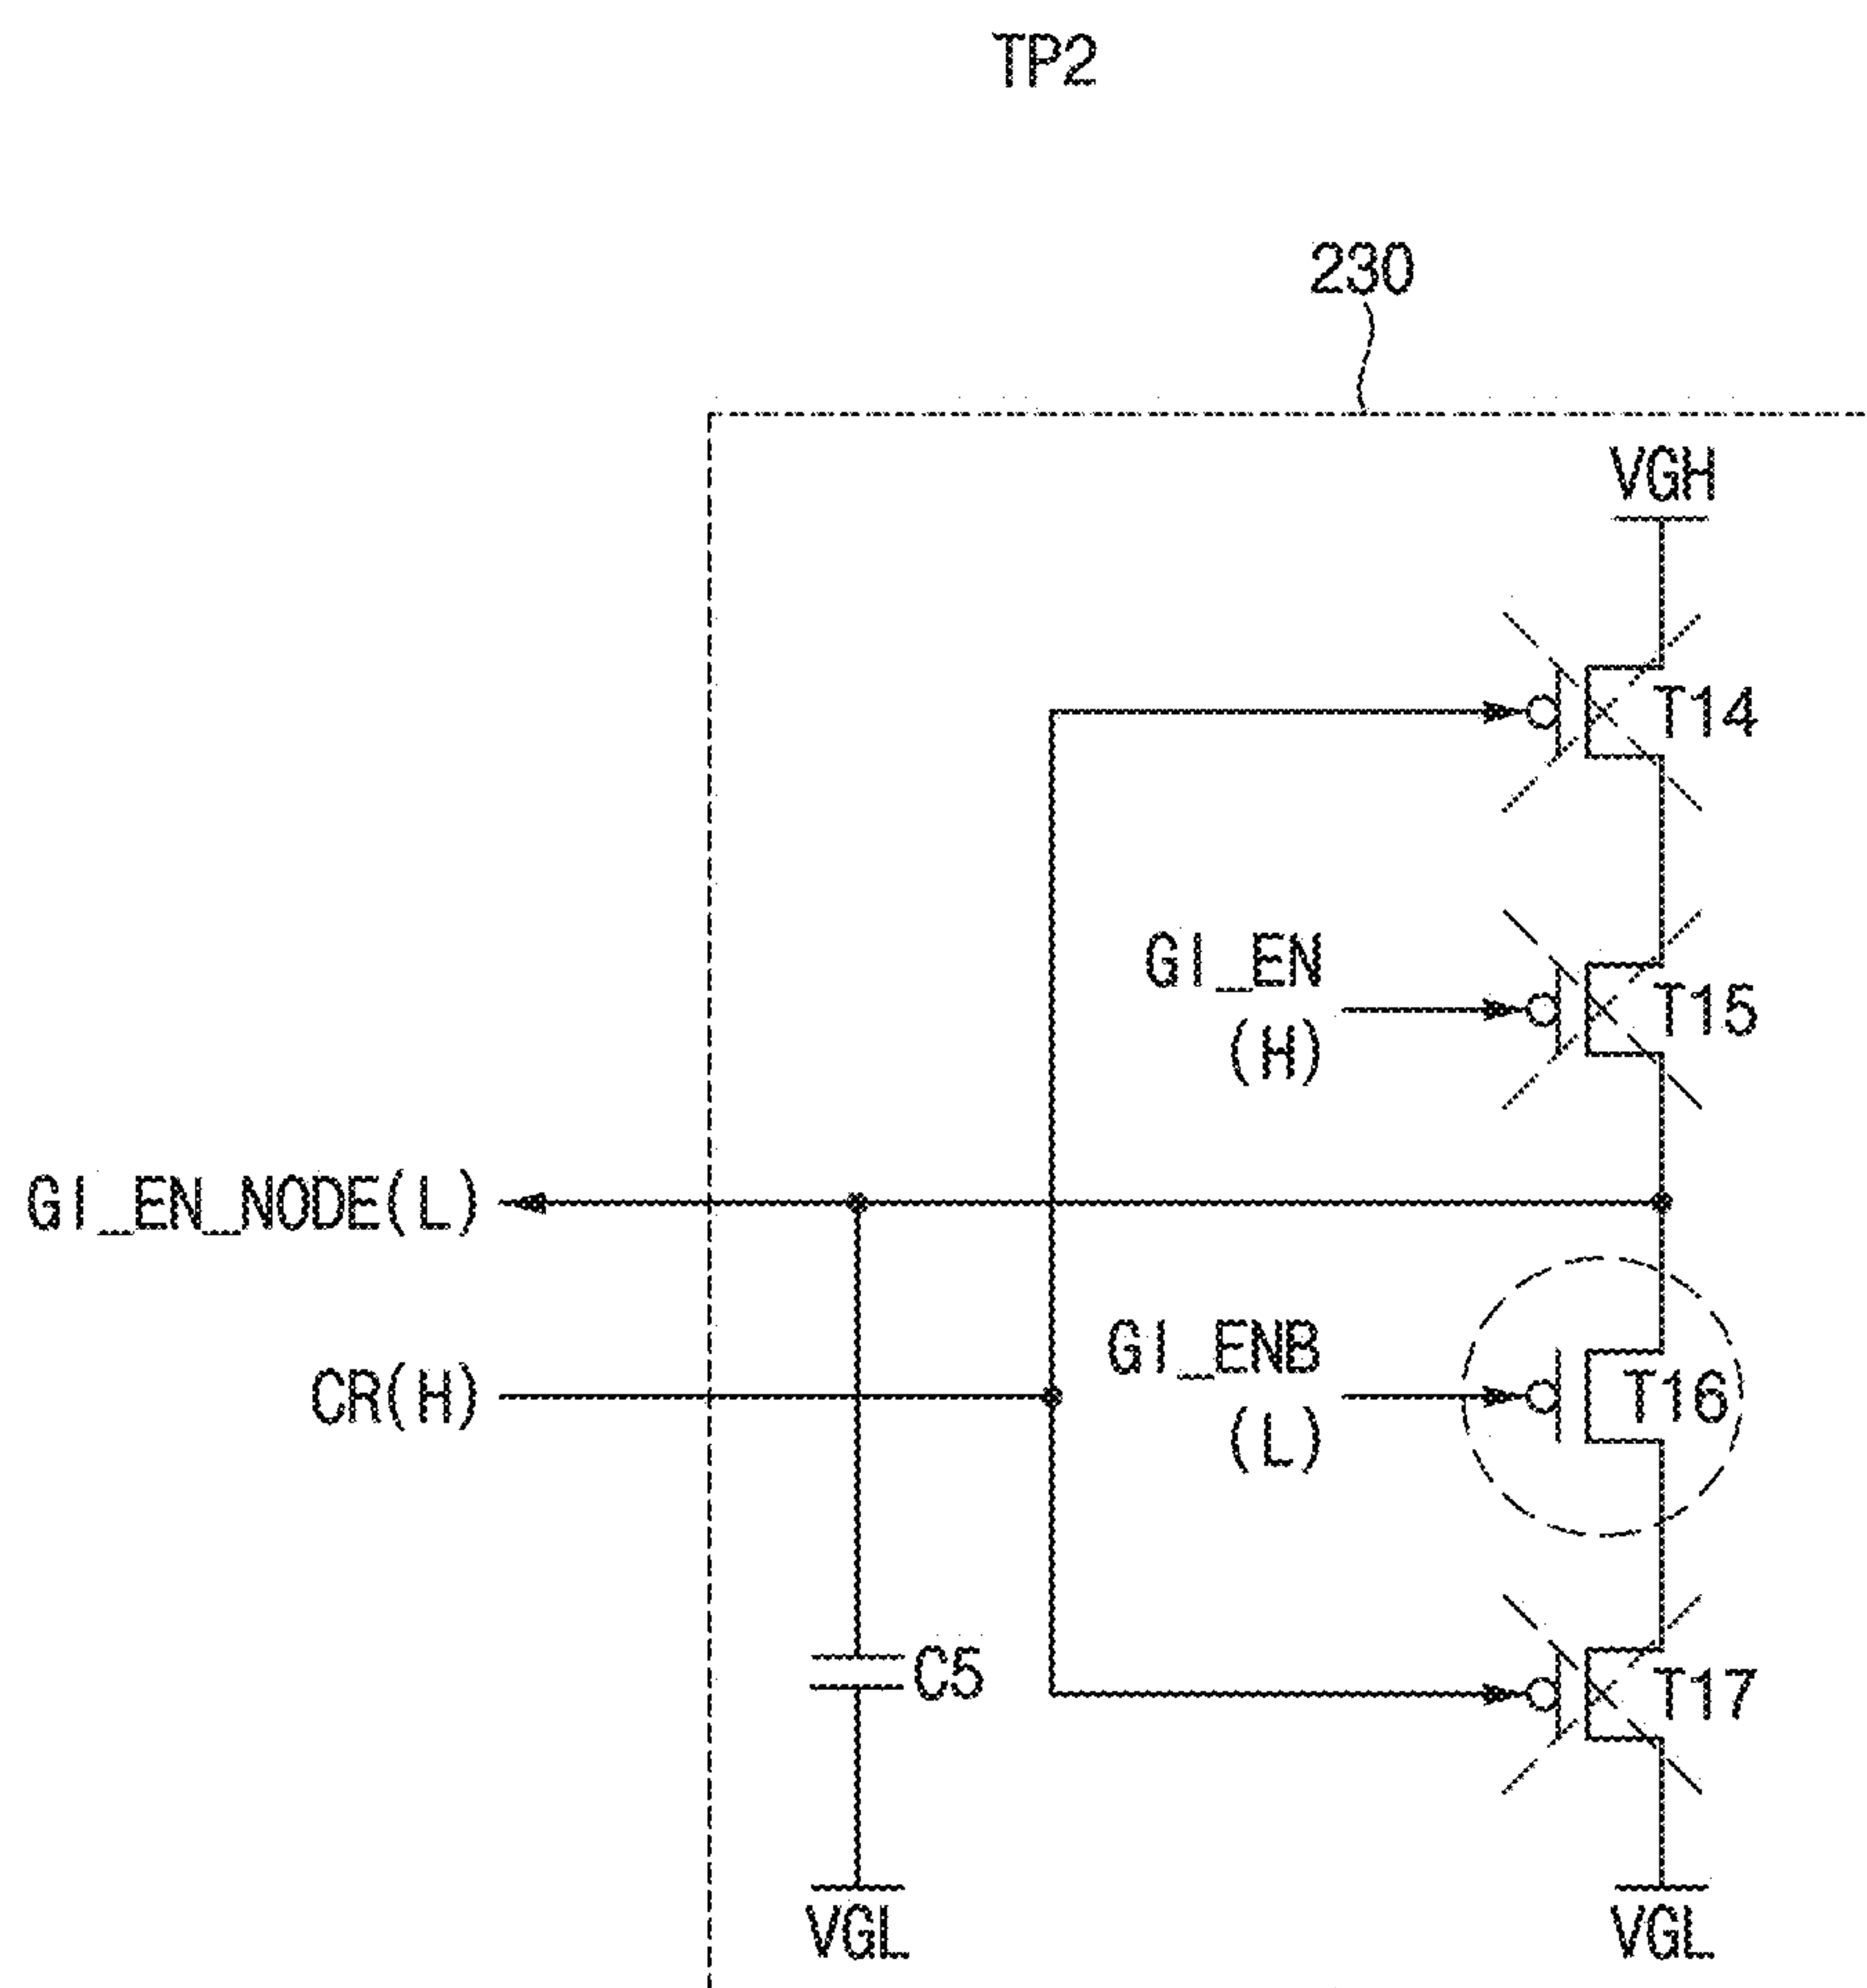 TP2
230
VGH
T14
GI_EN
(H)
T15
GI_EN_NODE(L)
GI_ENB
(L)
T16
CR(H)
C5
T17
VGL
VGL